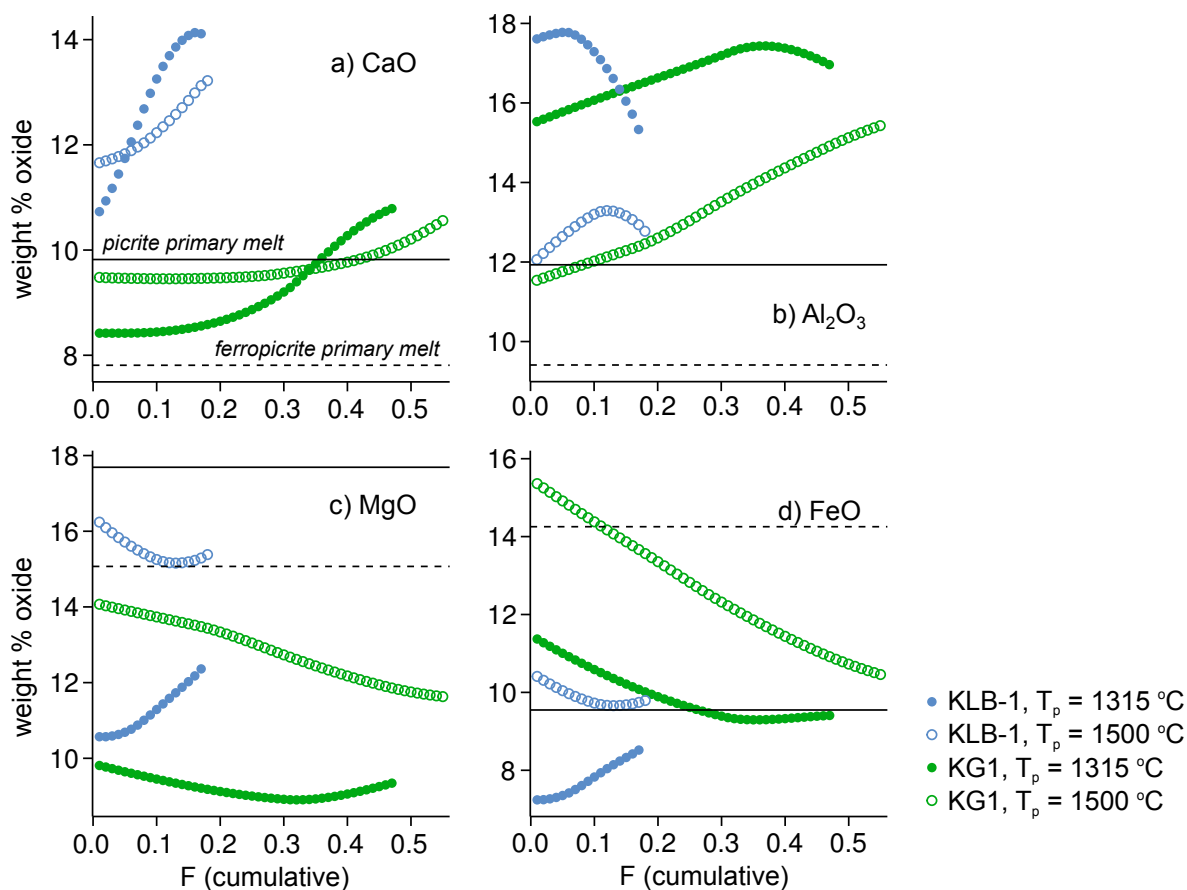 a) CaO
14
12
10
8
weight % oxide
picrite primary melt
ferropicrite primary melt
0.0 0.1 0.2 0.3 0.4 0.5
b) Al₂O₃
18
16
14
12
10
0.0 0.1 0.2 0.3 0.4 0.5
c) MgO
18
16
14
12
10
weight % oxide
0.0 0.1 0.2 0.3 0.4 0.5
F (cumulative)
d) FeO
16
14
12
10
8
0.0 0.1 0.2 0.3 0.4 0.5
F (cumulative)
KLB-1, Tₚ = 1315 °C
KLB-1, Tₚ = 1500 °C
KG1, Tₚ = 1315 °C
KG1, Tₚ = 1500 °C